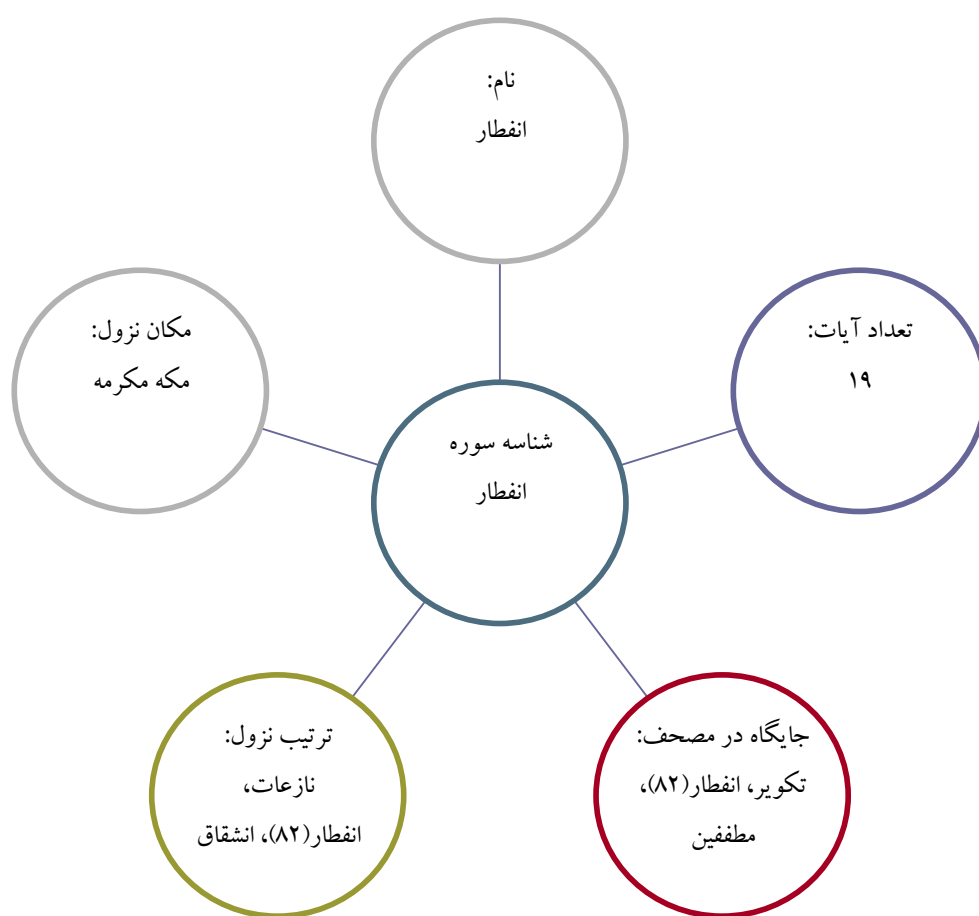 نام:
انفطار
تعداد آیات:
۱۹
مکان نزول:
مکه مکرمه
شناسه سوره
انفطار
جایگاه در مصحف:
تکویر، انفطار(۸۲)،
مطففین
ترتیب نزول:
نازعات،
انفطار(۸۲)، انشقاق